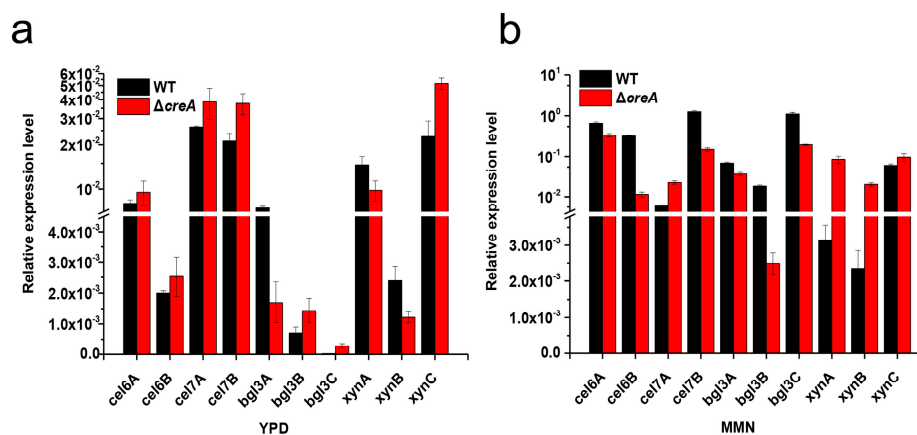 a
Relative expression level
6x10⁻²
5x10⁻²
4x10⁻²
3x10⁻²
2x10⁻²
10⁻²
4.0x10⁻³
3.0x10⁻³
2.0x10⁻³
1.0x10⁻³
0.0
WT
ΔcreA
cel6A cel6B cel7A cel7B bgl3A bgl3B bgl3C xynA xynB xynC
YPD
b
Relative expression level
10¹
10⁰
10⁻¹
10⁻²
3.0x10⁻³
2.0x10⁻³
1.0x10⁻³
0.0
WT
ΔcreA
cel6A cel6B cel7A cel7B bgl3A bgl3B bgl3C xynA xynB xynC
MMN